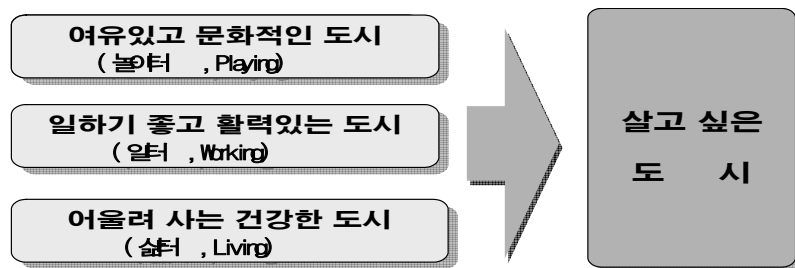 여유있고 문화적인 도시
( 놀이터 , Playing)
일하기 좋고 활력있는 도시
( 일터 , Working)
어울려 사는 건강한 도시
( 삶터 , Living)
살고 싶은
도 시